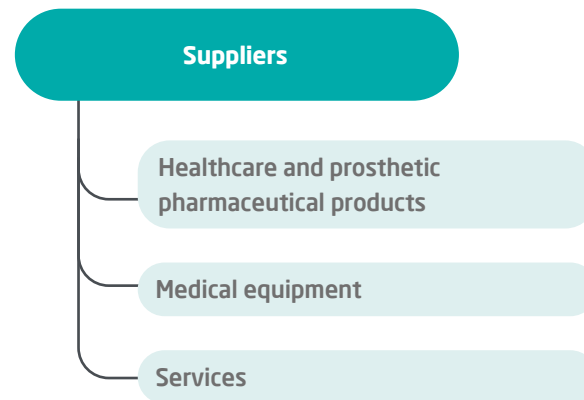 Suppliers
Healthcare and prosthetic
pharmaceutical products
Medical equipment
Services